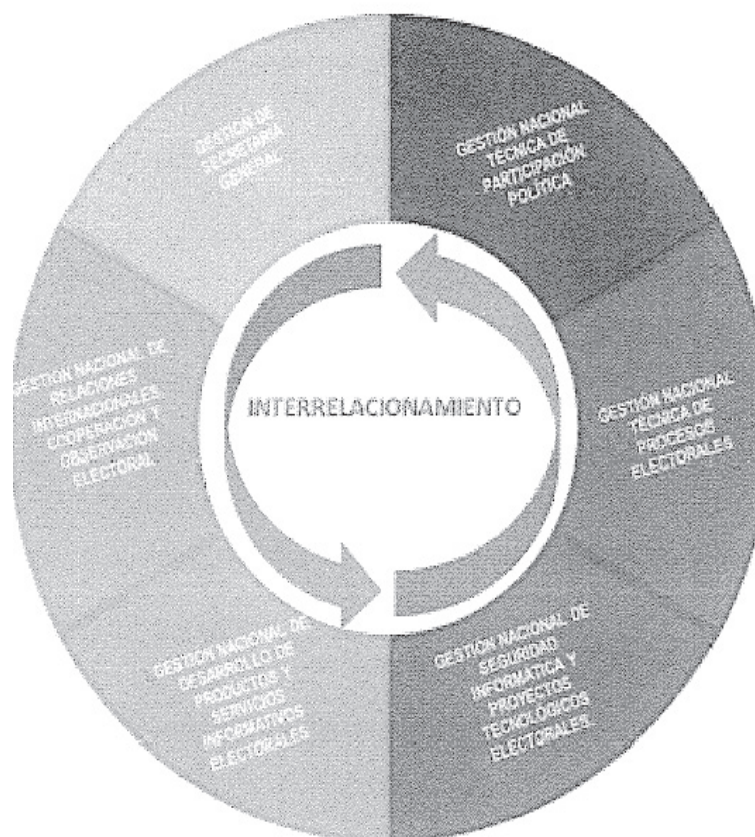 GESTIÓN DE
SECRETARÍA
GENERAL
GESTIÓN NACIONAL
TÉCNICA DE
PARTICIPACIÓN
POLÍTICA
GESTIÓN NACIONAL DE
RELACIONES
INTERNACIONALES
COOPERACIÓN Y
OBSERVACIÓN
ELECTORAL
INTERRELACIONAMIENTO
GESTIÓN NACIONAL
TÉCNICA DE
PROCESOS
ELECTORALES
GESTIÓN NACIONAL DE
DESARROLLO DE
PRODUCTOS Y
SERVICIOS
INFORMATIVOS
ELECTORALES
GESTIÓN NACIONAL DE
SEGURIDAD
INFORMÁTICA Y
PROYECTOS
TECNOLÓGICOS
ELECTORALES